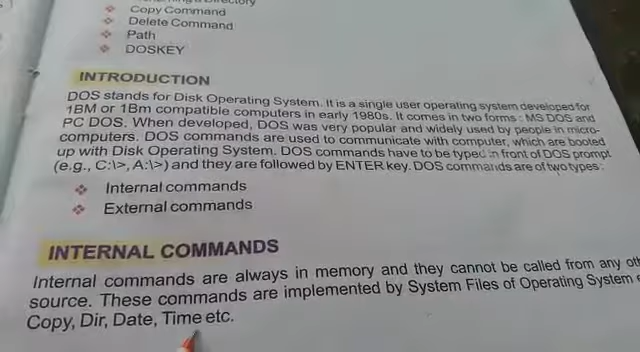 Directory
Copy Command
Delete Command
Path
DOSKEY
INTRODUCTION
DOS stands for Disk Operating System. It is a single user operating system developed for
1BM or 1Bm compatible computers in early 1980s. It comes in two forms : MS DOS and
PC DOS. When developed, DOS was very popular and widely used by people in micro-
computers. DOS commands are used to communicate with computer, which are booted
up with Disk Operating System. DOS commands have to be typed in front of DOS prompt
(e.g., C:\>, A:\>) and they are followed by ENTER key. DOS commands are of two types :
Internal commands
External commands
INTERNAL COMMANDS
Internal commands are always in memory and they cannot be called from any
source. These commands are implemented by System Files of Operating System
Copy, Dir, Date, Time etc.